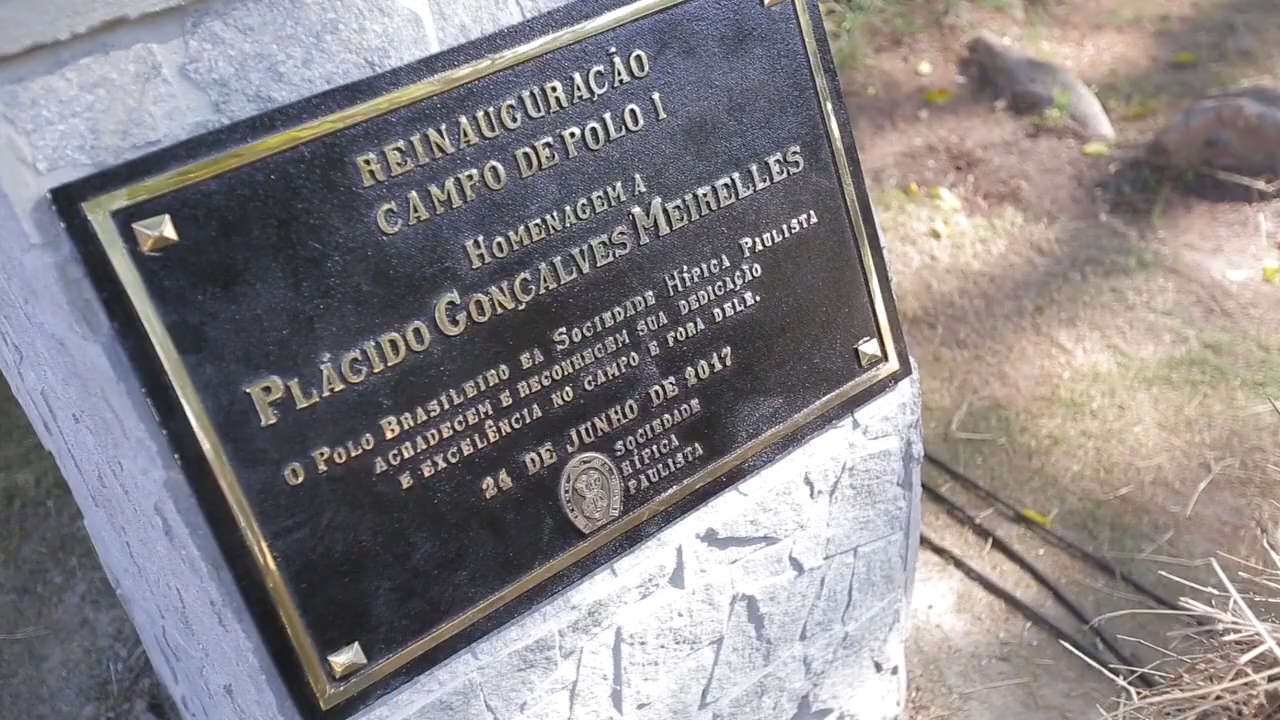 REINAUGURAÇÃO
CAMPO DE POLO I
HOMENAGEM A
PLÁCIDO GONÇALVES MEIRELLES
O POLO BRASILEIRO EA SOCIEDADE HÍPICA PAULISTA
AGRADECEM E RECONHECEM SUA DEDICAÇÃO
E EXCELÊNCIA NO CAMPO E FORA DELE.
24 DE JUNHO DE 2017
SOCIEDADE
HÍPICA
PAULISTA